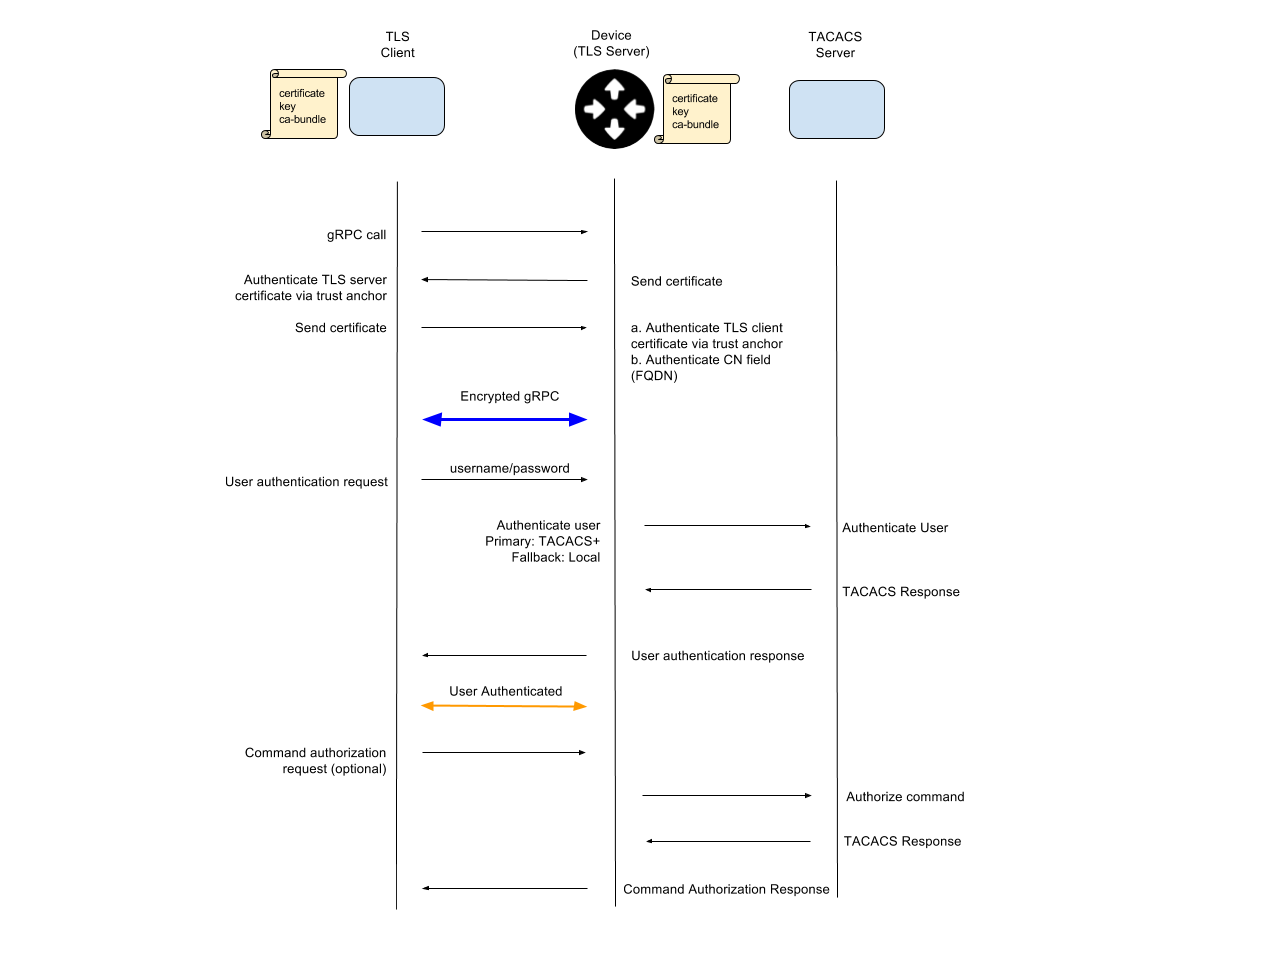 TLS
Client
Device
(TLS Server)
TACACS
Server
certificate
key
ca-bundle
certificate
key
ca-bundle
gRPC call
Authenticate TLS server
certificate via trust anchor
Send certificate
Send certificate
a. Authenticate TLS client
certificate via trust anchor
b. Authenticate CN field
(FQDN)
Encrypted gRPC
username/password
User authentication request
Authenticate user
Primary: TACACS+
Fallback: Local
Authenticate User
TACACS Response
User authentication response
User Authenticated
Command authorization
request (optional)
Authorize command
TACACS Response
Command Authorization Response